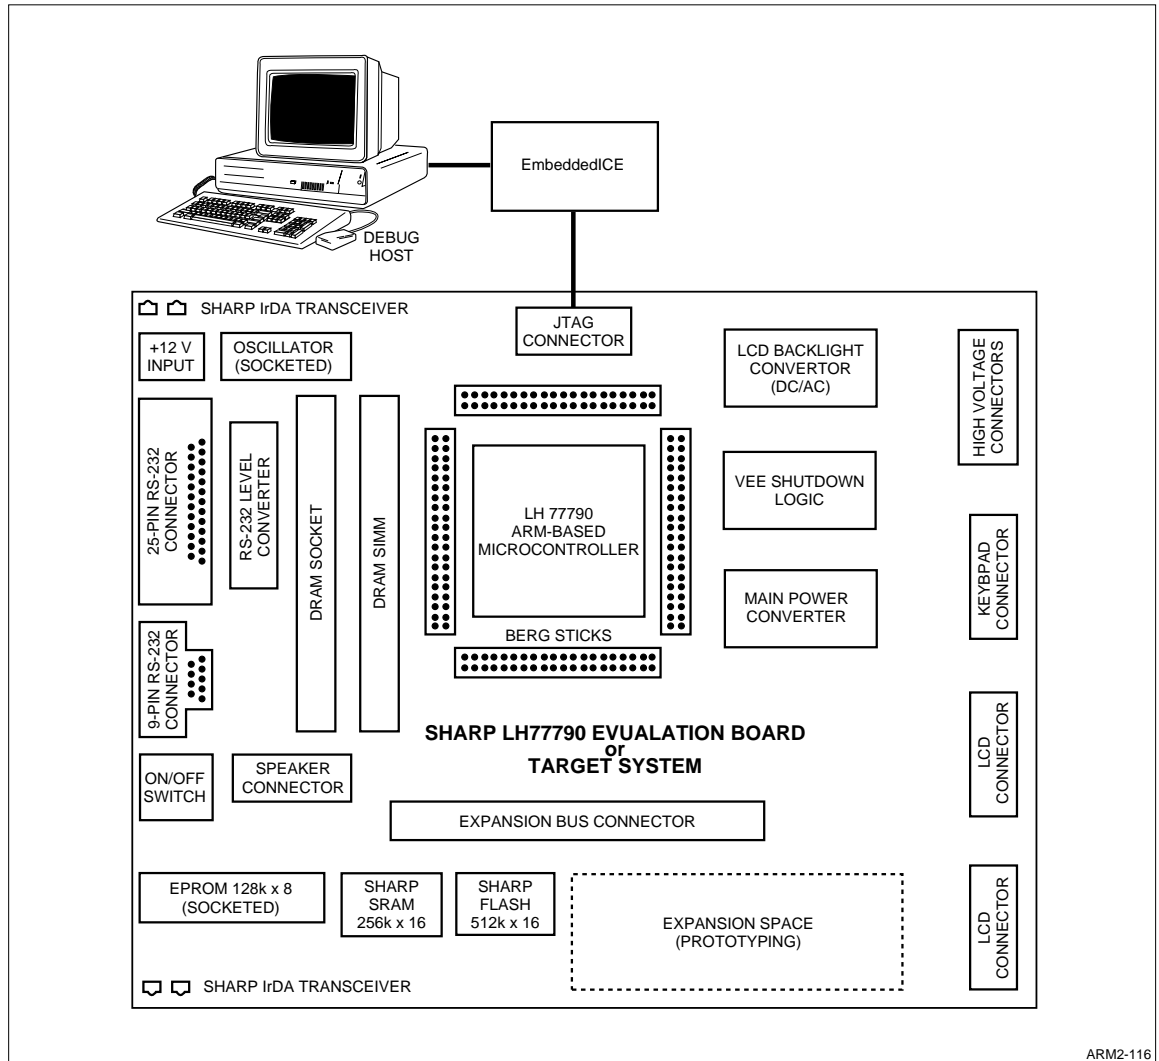 EmbeddedICE
DEBUG
HOST
SHARP IrDA TRANSCEIVER
JTAG
CONNECTOR
+12 V
INPUT
OSCILLATOR
(SOCKETED)
LCD BACKLIGHT
CONVERTOR
(DC/AC)
HIGH VOLTAGE
CONNECTORS
25-PIN RS-232
CONNECTOR
RS-232 LEVEL
CONVERTER
DRAM SOCKET
DRAM SIMM
LH 77790
ARM-BASED
MICROCONTROLLER
VEE SHUTDOWN
LOGIC
KEYBPAD
CONNECTOR
MAIN POWER
CONVERTER
BERG STICKS
9-PIN RS-232
CONNECTOR
SHARP LH77790 EVUALATION BOARD
or
TARGET SYSTEM
LCD
CONNECTOR
ON/OFF
SWITCH
SPEAKER
CONNECTOR
EXPANSION BUS CONNECTOR
EPROM 128k x 8
(SOCKETED)
SHARP
SRAM
256k x 16
SHARP
FLASH
512k x 16
EXPANSION SPACE
(PROTOTYPING)
LCD
CONNECTOR
SHARP IrDA TRANSCEIVER
ARM2-116